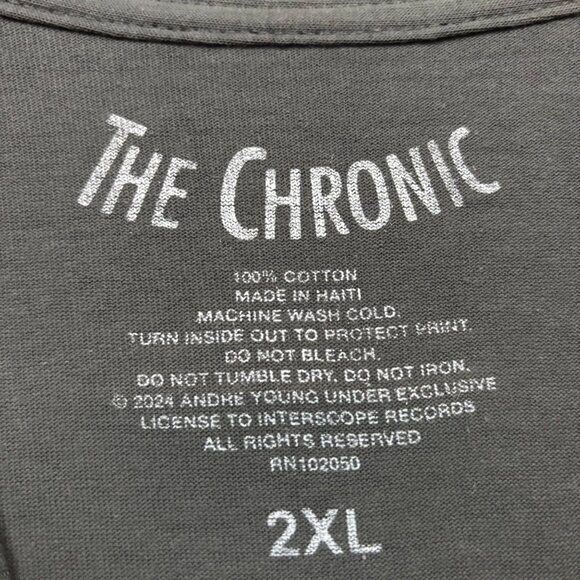 THE CHRONIC
100% COTTON
MADE IN HAITI
MACHINE WASH COLD.
TURN INSIDE OUT TO PROTECT PRINT.
DO NOT BLEACH.
DO NOT TUMBLE DRY. DO NOT IRON.
© 2024 ANDRE YOUNG UNDER EXCLUSIVE
LICENSE TO INTERSCOPE RECORDS
ALL RIGHTS RESERVED
RN102050
2XL